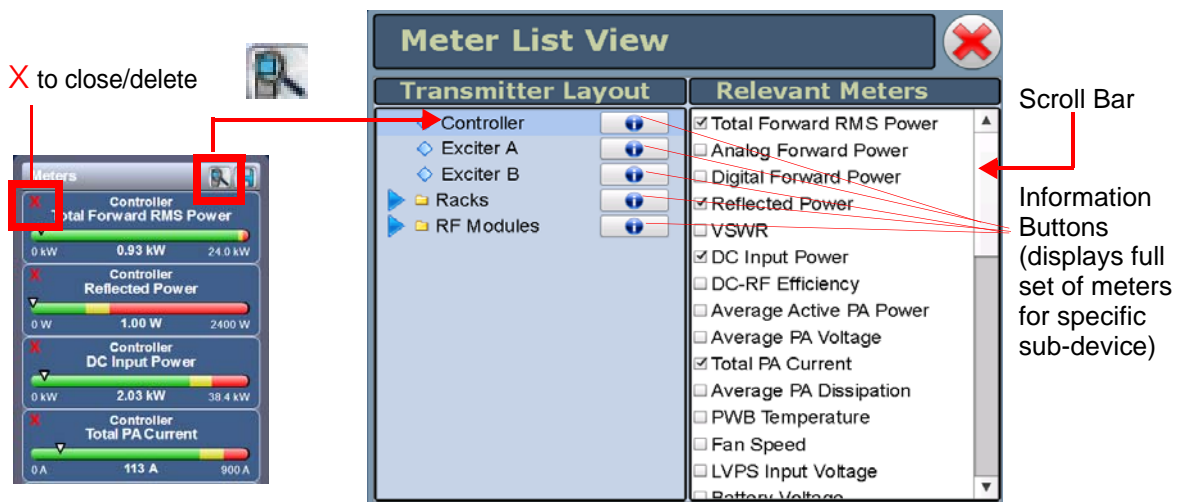 X to close/delete
Meters
X
Controller
Total Forward RMS Power
0 kW 0.93 kW 24.0 kW
X
Controller
Reflected Power
0 W 1.00 W 2400 W
X
Controller
DC Input Power
0 kW 2.03 kW 38.4 kW
X
Controller
Total PA Current
0 A 113 A 900 A
Meter List View
Transmitter Layout
Controller
Exciter A
Exciter B
Racks
RF Modules
Relevant Meters
Total Forward RMS Power
Analog Forward Power
Digital Forward Power
Reflected Power
VSWR
DC Input Power
DC-RF Efficiency
Average Active PA Power
Average PA Voltage
Total PA Current
Average PA Dissipation
PWB Temperature
Fan Speed
LVPS Input Voltage
Battery Voltage
Scroll Bar
Information
Buttons
(displays full
set of meters
for specific
sub-device)